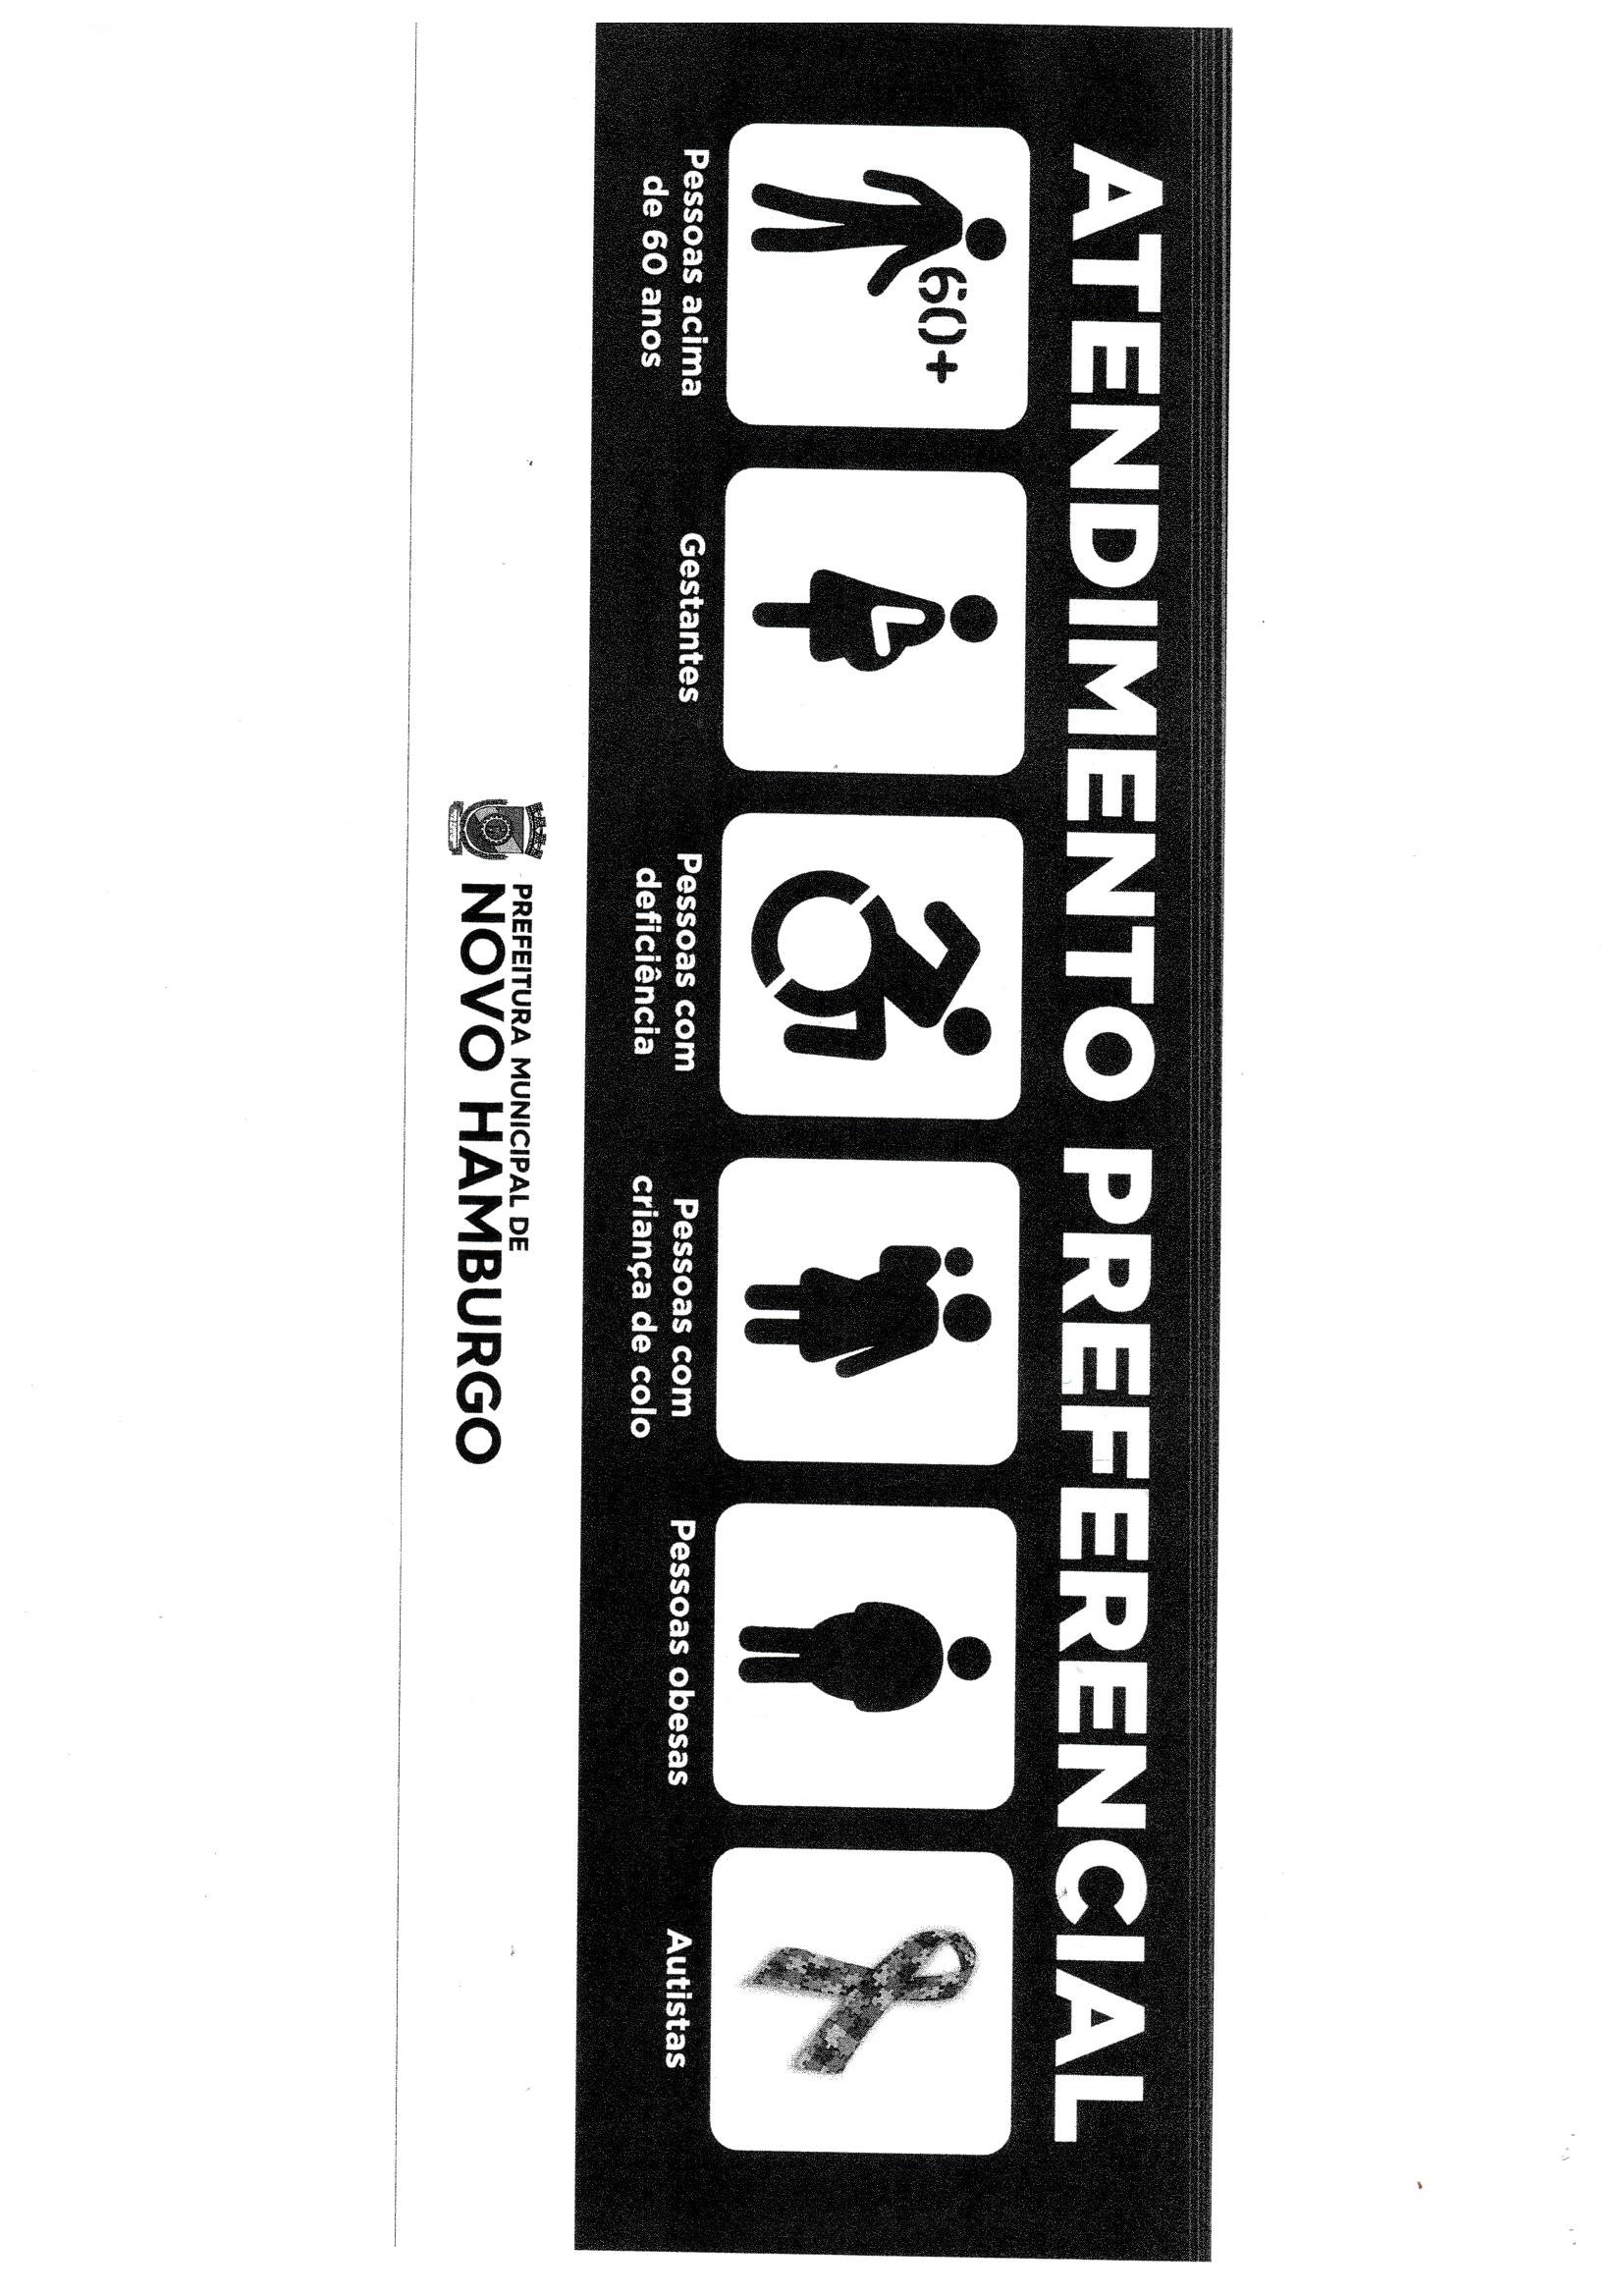 ATENDIMENTO PREFERENCIAL
60+
Pessoas acima
de 60 anos
Gestantes
Pessoas com
deficiência
Pessoas com
criança de colo
Pessoas obesas
Autistas
PREFEITURA MUNICIPAL DE
NOVO HAMBURGO